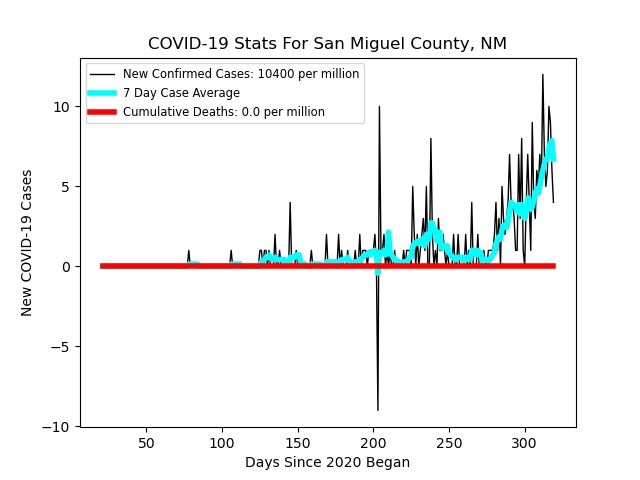 COVID-19 Stats For San Miguel County, NM
New Confirmed Cases: 10400 per million
7 Day Case Average
Cumulative Deaths: 0.0 per million
New COVID-19 Cases
10
5
0
−5
−10
50 100 150 200 250 300
Days Since 2020 Began